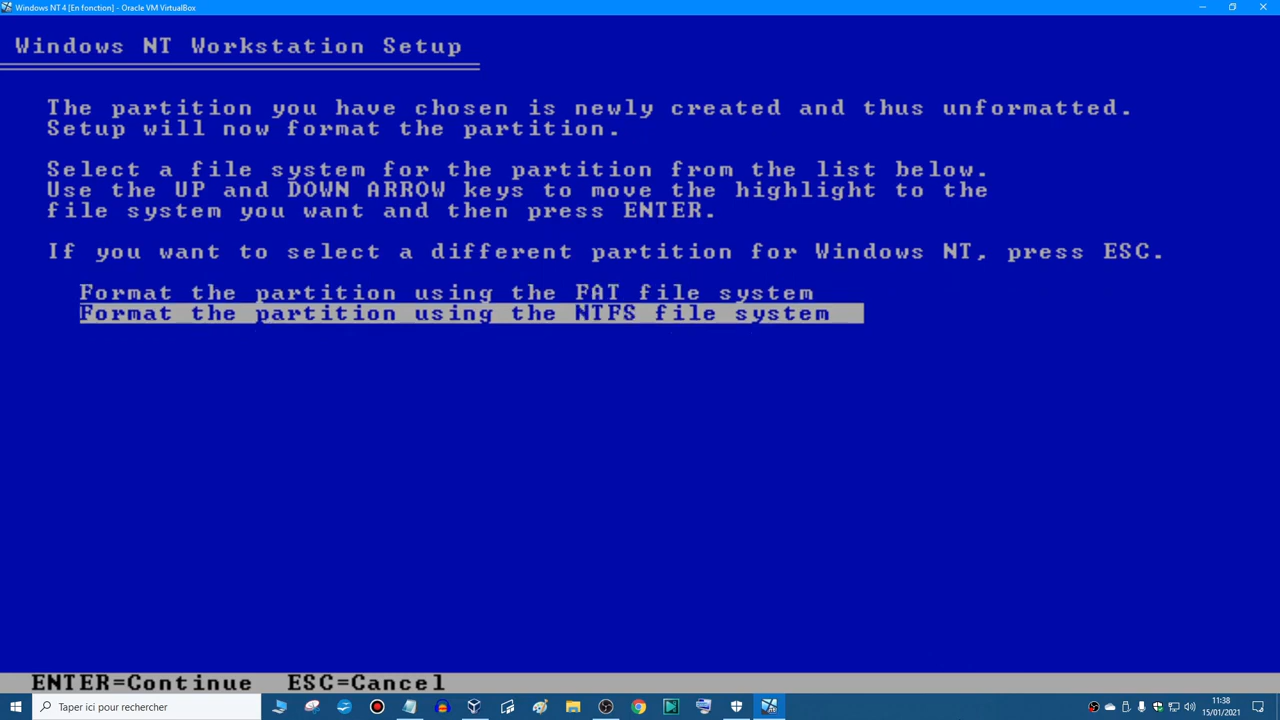 Windows NT 4 [En fonction] - Oracle VM VirtualBox
Windows NT Workstation Setup
The partition you have chosen is newly created and thus unformatted.
Setup will now format the partition.
Select a file system for the partition from the list below.
Use the UP and DOWN ARROW keys to move the highlight to the
file system you want and then press ENTER.
If you want to select a different partition for Windows NT, press ESC.
Format the partition using the FAT file system
Format the partition using the NTFS file system
ENTER=Continue ESC=Cancel
Taper ici pour rechercher
11:38
15/01/2021